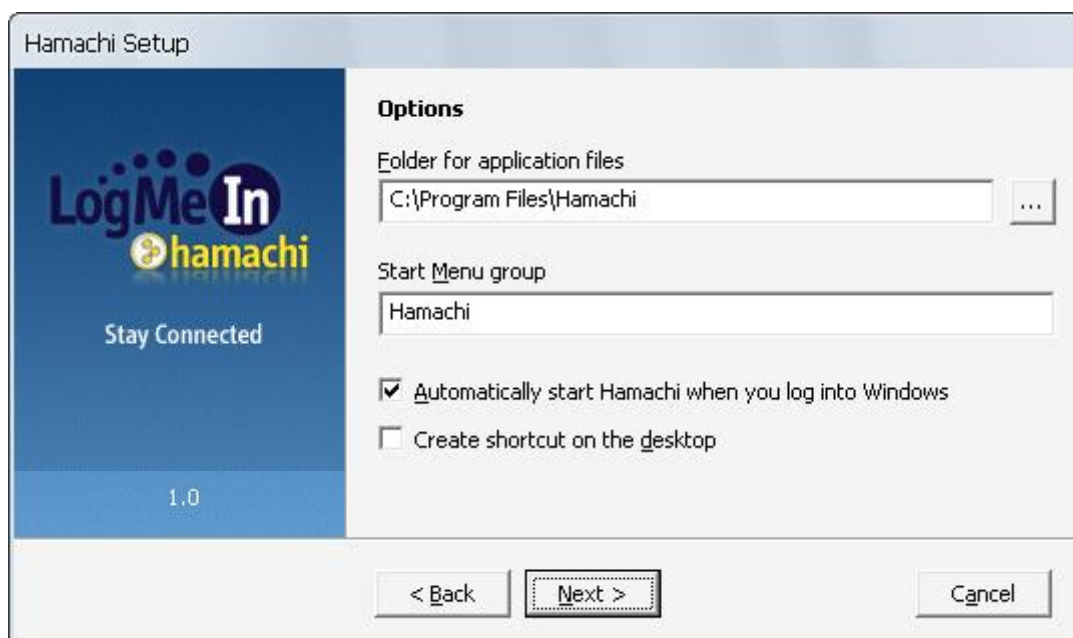 Hamachi Setup
LogMeIn
hamachi
Stay Connected
1.0
Options
Folder for application files
C:\Program Files\Hamachi
...
Start Menu group
Hamachi
Automatically start Hamachi when you log into Windows
Create shortcut on the desktop
< Back
Next >
Cancel